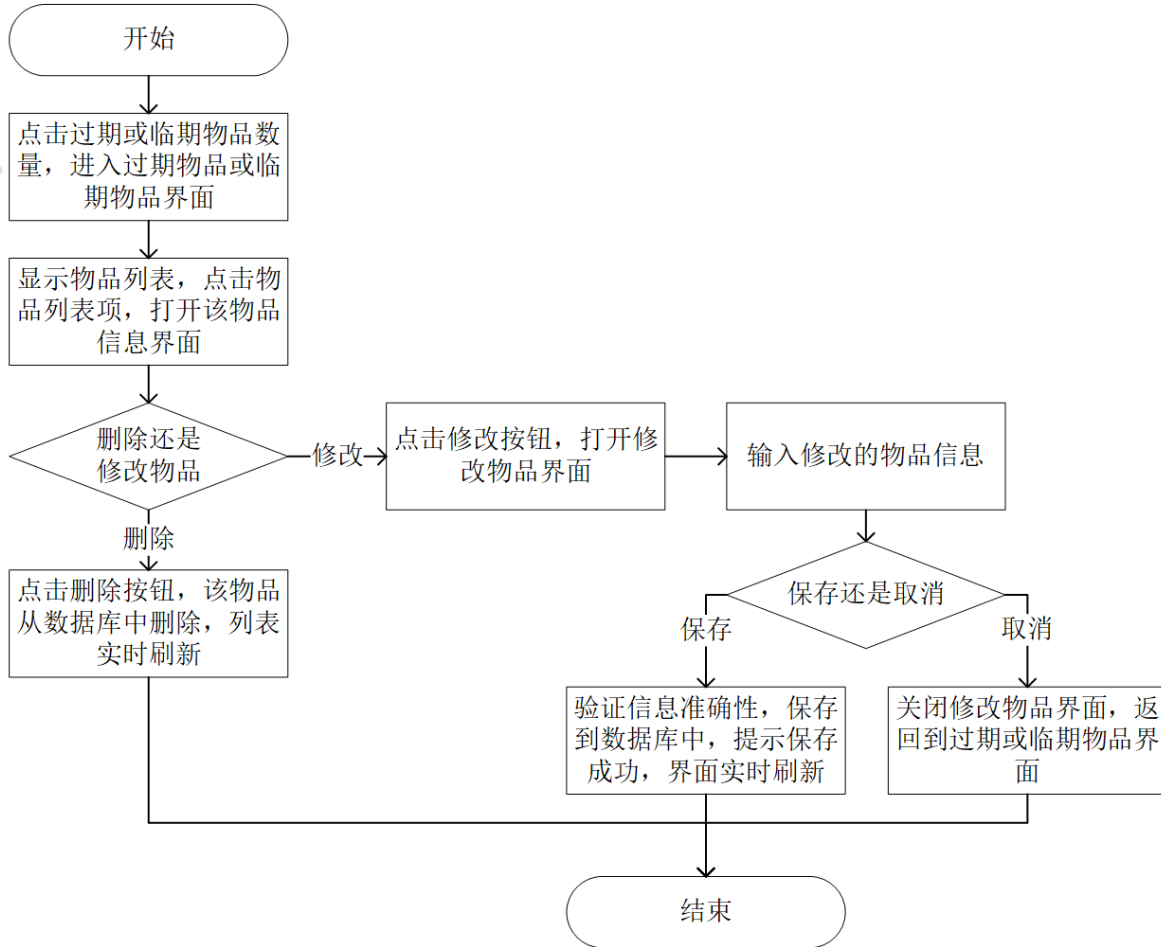 开始
点击过期或临期物品数
量，进入过期物品或临
期物品界面
显示物品列表，点击物
品列表项，打开该物品
信息界面
删除还是
修改物品
修改
点击修改按钮，打开修
改物品界面
输入修改的物品信息
删除
点击删除按钮，该物品
从数据库中删除，列表
实时刷新
保存还是取消
保存
取消
验证信息准确性，保存
到数据库中，提示保存
成功，界面实时刷新
关闭修改物品界面，返
回到过期或临期物品界
面
结束